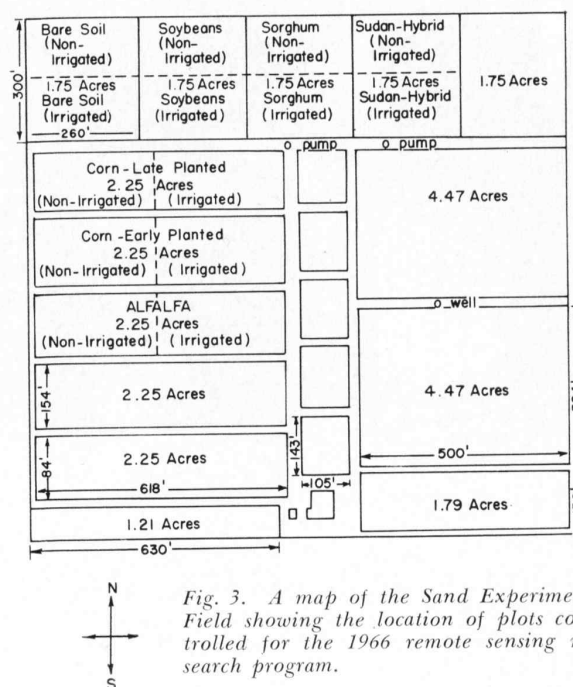 Bare Soil
(Non-
Irrigated)
1.75 Acres
Bare Soil
(Irrigated)
260'
Soybeans
(Non-
Irrigated)
1.75 Acres
Soybeans
(Irrigated)
Sorghum
(Non-
Irrigated)
1.75 Acres
Sorghum
(Irrigated)
Sudan-Hybrid
(Non-
Irrigated)
1.75 Acres
Sudan-Hybrid
(Irrigated)
1.75 Acres
300'
o pump
o pump
Corn-Late Planted
2.25 Acres
(Non-Irrigated) (Irrigated)
4.47 Acres
Corn-Early Planted
2.25 Acres
(Non-Irrigated) (Irrigated)
o well
ALFALFA
2.25 Acres
(Non-Irrigated) (Irrigated)
154'
2.25 Acres
4.47 Acres
143'
500'
84'
2.25 Acres
618'
105'
1.21 Acres
1.79 Acres
630'
N
S
Fig. 3. A map of the Sand Experime
Field showing the location of plots co
trolled for the 1966 remote sensing
search program.